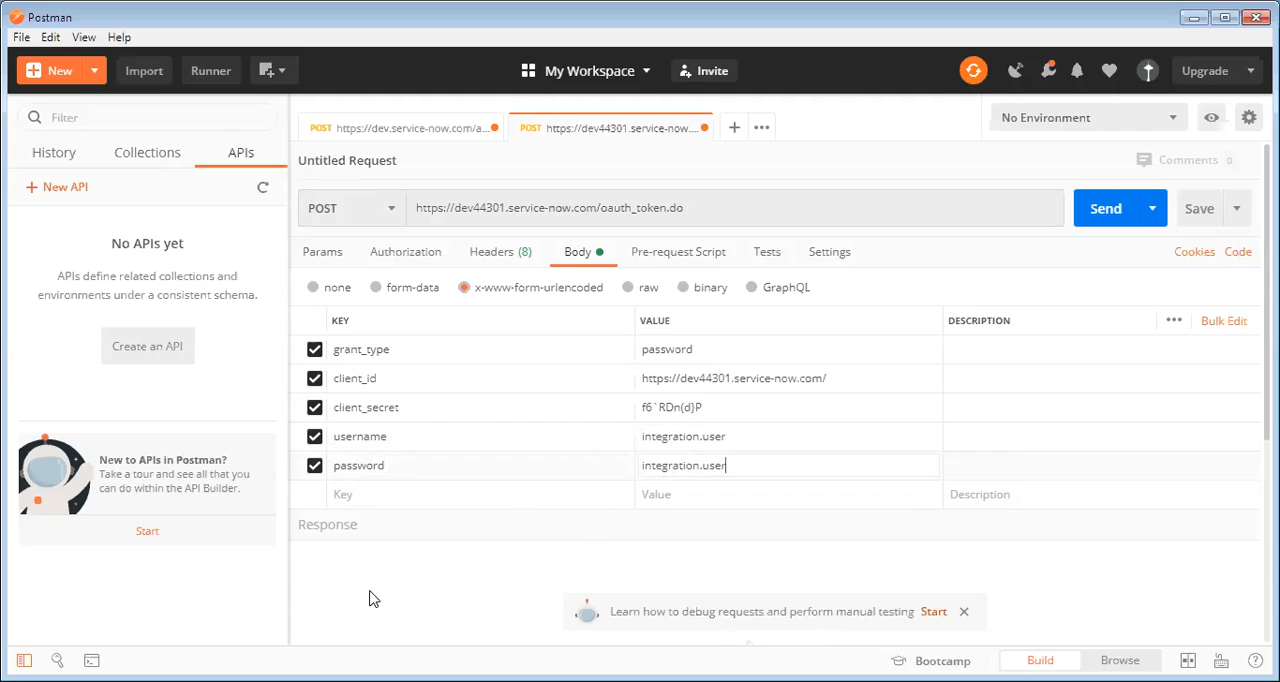 Postman
File Edit View Help
New Import Runner My Workspace Invite Upgrade
Filter
History Collections APIs
New API
No APIs yet
APIs define related collections and
environments under a consistent schema.
Create an API
New to APIs in Postman?
Take a tour and see all that you
can do within the API Builder.
Start
POST https://dev.service-now.com/a... POST https://dev44301.service-now.... No Environment
Untitled Request Comments 0
POST https://dev44301.service-now.com/oauth_token.do Send Save
Params Authorization Headers (8) Body Pre-request Script Tests Settings Cookies Code
none form-data x-www-form-urlencoded raw binary GraphQL
KEY VALUE DESCRIPTION Bulk Edit
grant_type password
client_id https://dev44301.service-now.com/
client_secret f6`RDn(d}P
username integration.user
password integration.user
Key Value Description
Response
Learn how to debug requests and perform manual testing Start
Bootcamp Build Browse